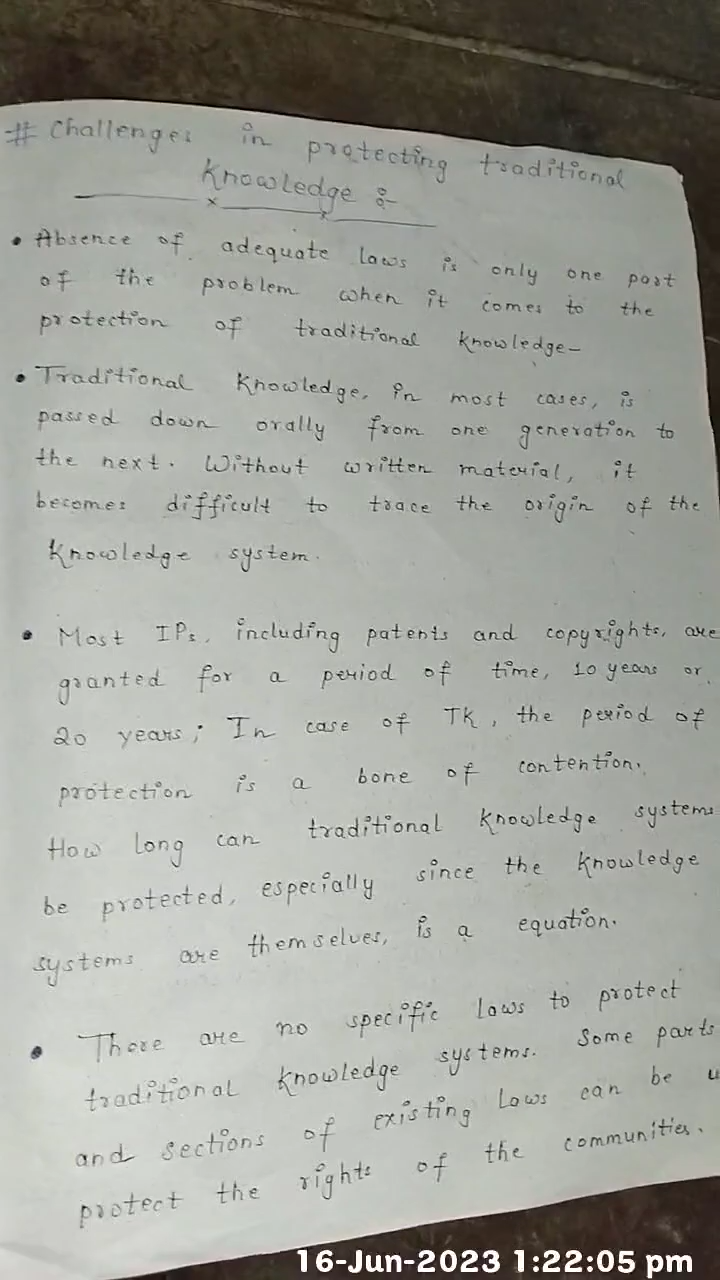 # Challenges in protecting traditional
Knowledge :-
• Absence of adequate laws is only one part
of the problem when it comes to the
protection of traditional knowledge-
• Traditional knowledge, in most cases, is
passed down orally from one generation to
the next. Without written material, it
becomes difficult to trace the origin of the
knowledge system.
• Most IPs, including patents and copyrights, are
granted for a period of time, 10 years or
20 years; In case of TK, the period of
protection is a bone of contention.
How long can traditional knowledge systems
be protected, especially since the knowledge
systems are themselves, is a equation.
• There are no specific laws to protect
traditional knowledge systems. Some parts
and sections of existing laws can be u
protect the rights of the communities.
16-Jun-2023 1:22:05 pm